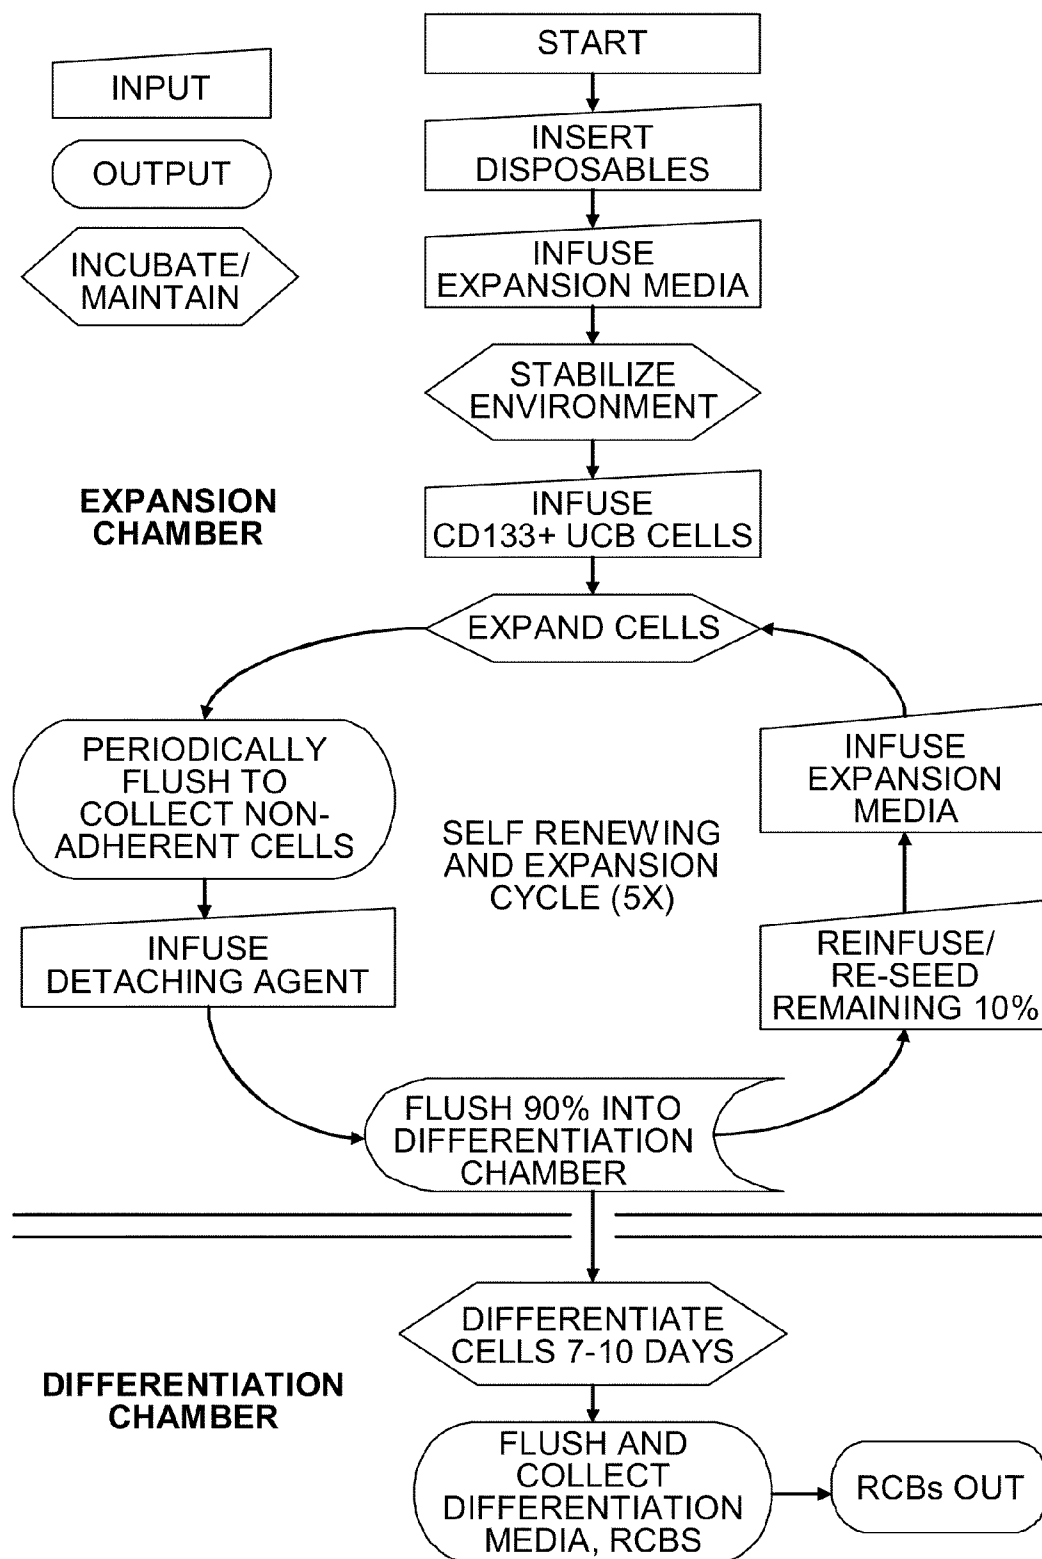 START
INPUT
INSERT
DISPOSABLES
OUTPUT
INFUSE
EXPANSION MEDIA
INCUBATE/
MAINTAIN
STABILIZE
ENVIRONMENT
EXPANSION
CHAMBER
INFUSE
CD133+ UCB CELLS
EXPAND CELLS
PERIODICALLY
FLUSH TO
COLLECT NON-
ADHERENT CELLS
INFUSE
EXPANSION
MEDIA
SELF RENEWING
AND EXPANSION
CYCLE (5X)
INFUSE
DETACHING AGENT
REINFUSE/
RE-SEED
REMAINING 10%
FLUSH 90% INTO
DIFFERENTIATION
CHAMBER
DIFFERENTIATE
CELLS 7-10 DAYS
DIFFERENTIATION
CHAMBER
FLUSH AND
COLLECT
DIFFERENTIATION
MEDIA, RCBS
RCBs OUT